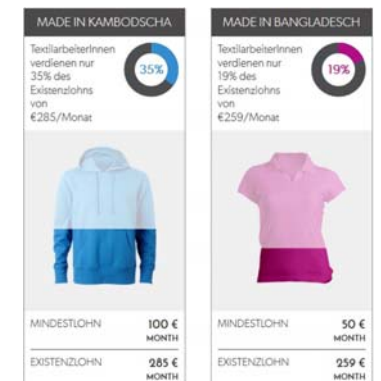 MADE IN KAMBODSCHA
TextilarbeiterInnen
verdienen nur
35% des
Existenzlohns
von
€285/Monat
35%
MINDESTLOHN 100 €
MONTH
EXISTENZLOHN 285 €
MONTH
MADE IN BANGLADESCH
TextilarbeiterInnen
verdienen nur
19% des
Existenzlohns
von
€259/Monat
19%
MINDESTLOHN 50 €
MONTH
EXISTENZLOHN 259 €
MONTH